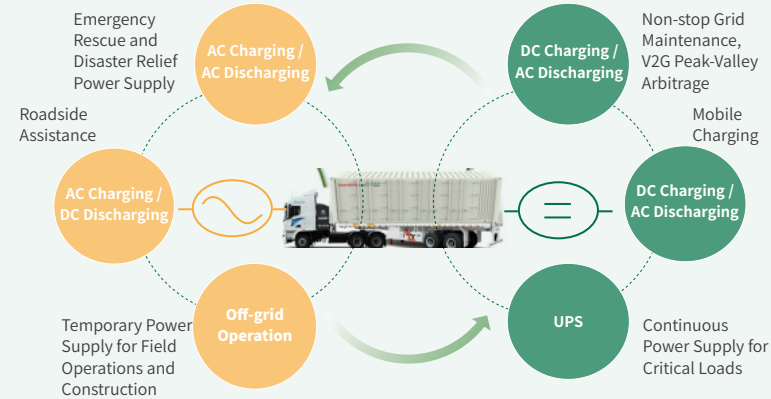 Emergency
Rescue and
Disaster Relief
Power Supply
AC Charging /
AC Discharging
DC Charging /
AC Discharging
Non-stop Grid
Maintenance,
V2G Peak-Valley
Arbitrage
Roadside
Assistance
Mobile
Charging
AC Charging /
DC Discharging
DC Charging /
AC Discharging
Temporary Power
Supply for Field
Operations and
Construction
Off-grid
Operation
UPS
Continuous
Power Supply for
Critical Loads